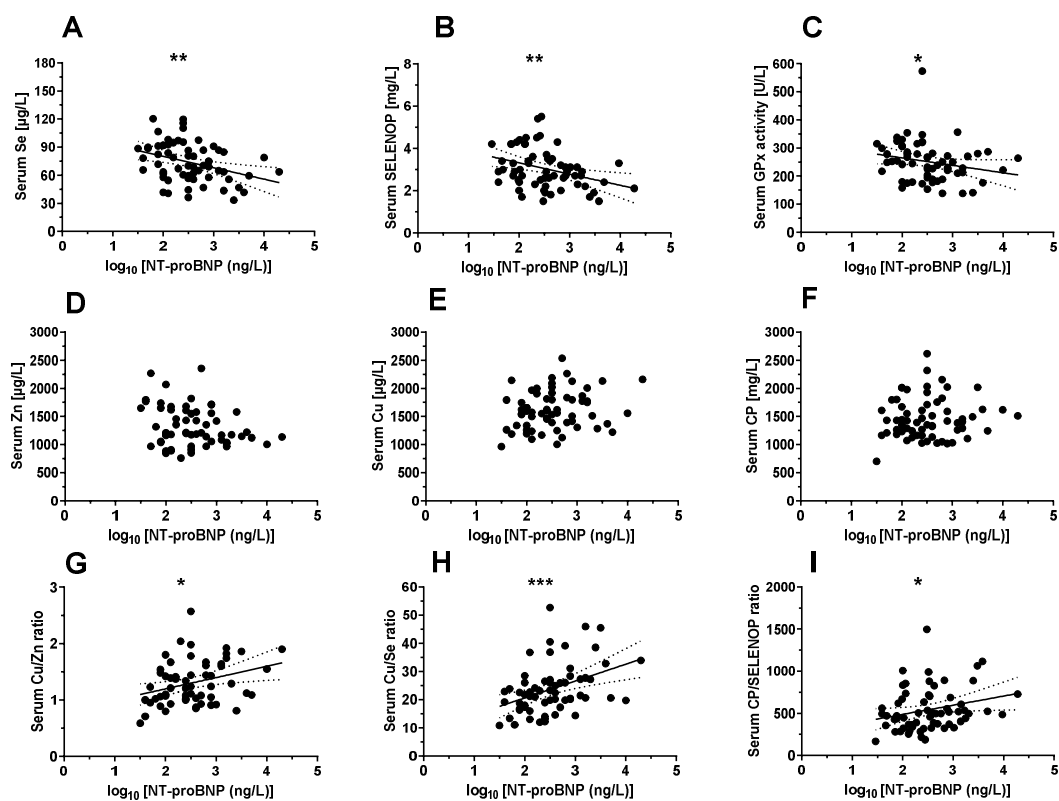 A
B
C
**
**
*
Serum Se [µg/L]
180
150
120
90
60
30
0
0 1 2 3 4 5
log10 [NT-proBNP (ng/L)]
Serum SELENOP [mg/L]
8
6
4
2
0
0 1 2 3 4 5
log10 [NT-proBNP (ng/L)]
Serum GPx activity [U/L]
600
500
400
300
200
100
0
0 1 2 3 4 5
log10 [NT-proBNP (ng/L)]
D
E
F
Serum Zn [µg/L]
3000
2500
2000
1500
1000
500
0
0 1 2 3 4 5
log10 [NT-proBNP (ng/L)]
Serum Cu [µg/L]
3000
2500
2000
1500
1000
500
0
0 1 2 3 4 5
log10 [NT-proBNP (ng/L)]
Serum CP [mg/L]
3000
2500
2000
1500
1000
500
0
0 1 2 3 4 5
log10 [NT-proBNP (ng/L)]
G
H
I
*
***
*
Serum Cu/Zn ratio
3
2
1
0
0 1 2 3 4 5
log10 [NT-proBNP (ng/L)]
Serum Cu/Se ratio
60
50
40
30
20
10
0
0 1 2 3 4 5
log10 [NT-proBNP (ng/L)]
Serum CP/SELENOP ratio
2000
1500
1000
500
0
0 1 2 3 4 5
log10 [NT-proBNP (ng/L)]